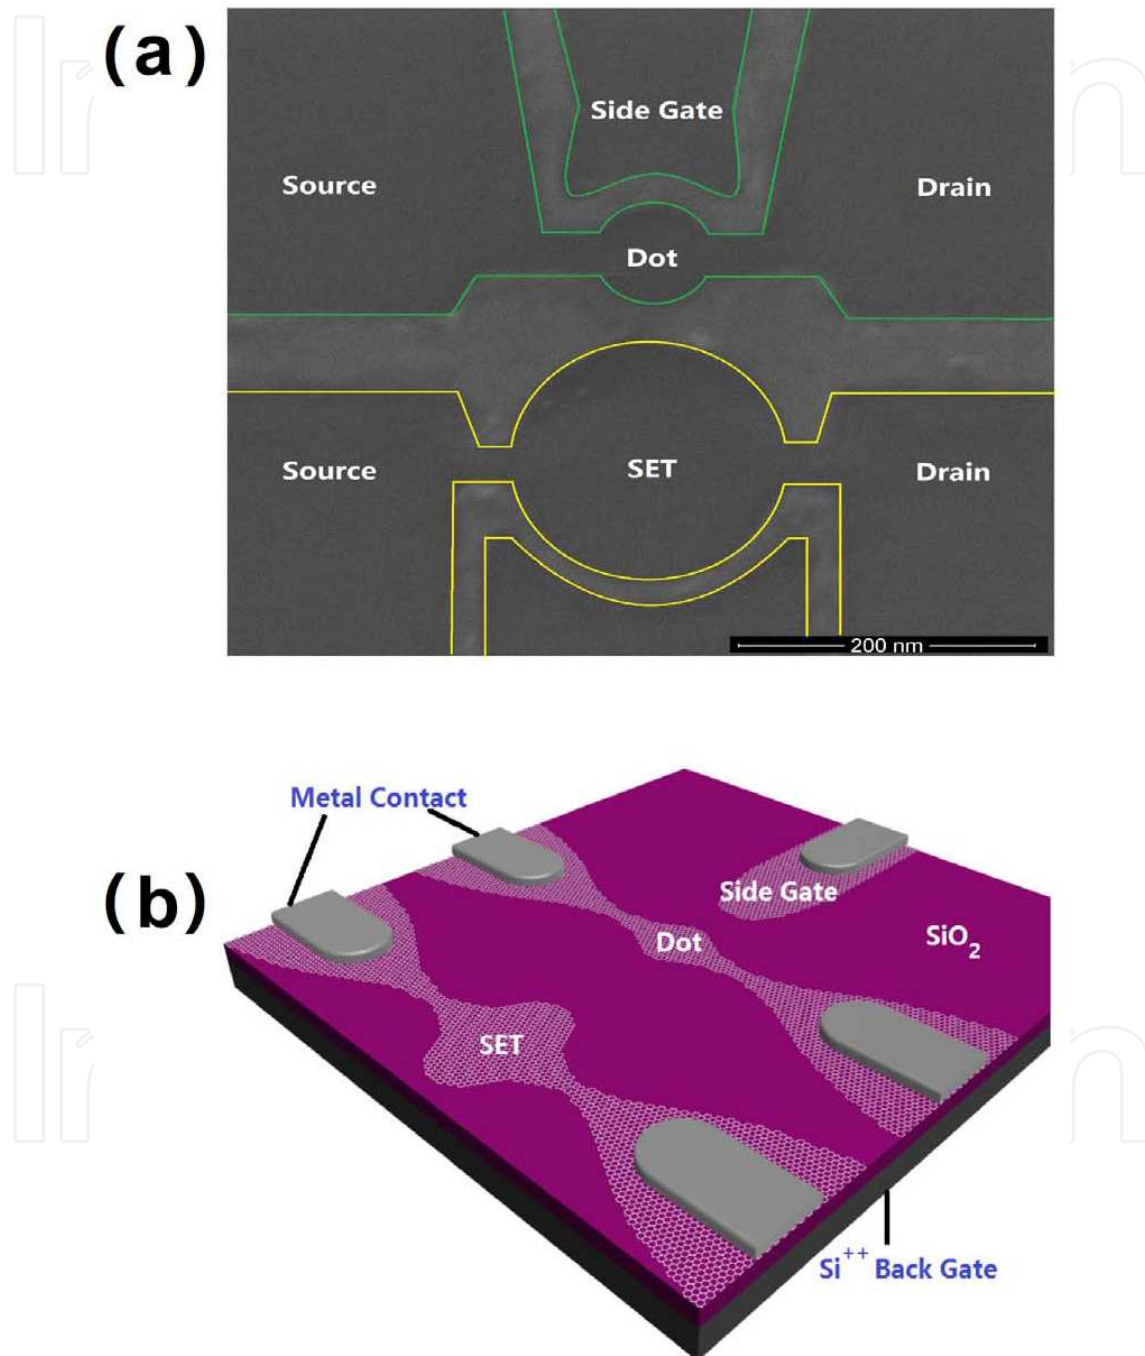 (a)
Side Gate
Source
Drain
Dot
Source
SET
Drain
200 nm
Metal Contact
(b)
Side Gate
Dot
SiO₂
SET
Si⁺⁺ Back Gate